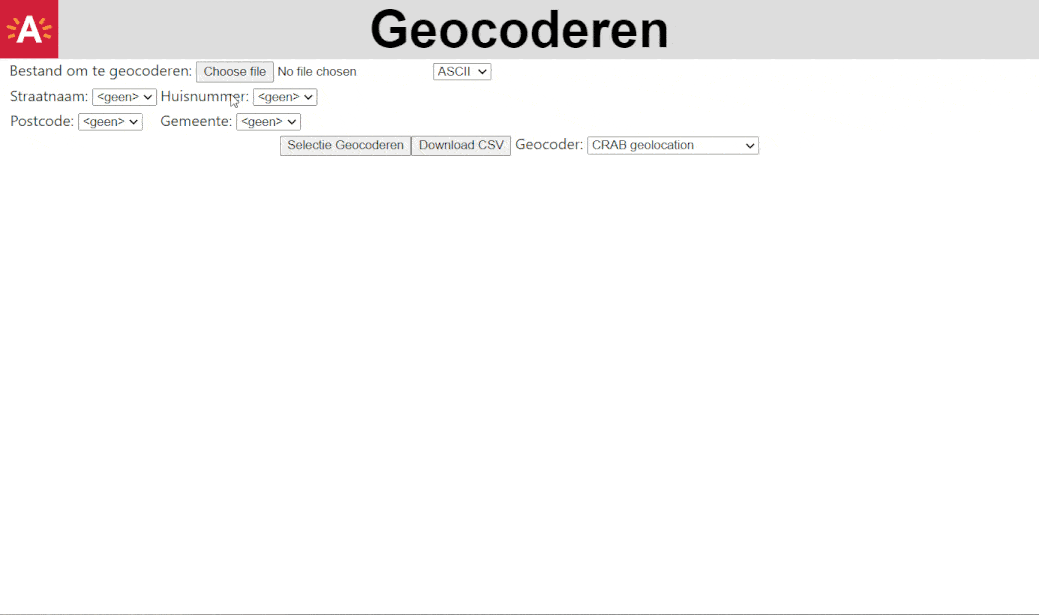 A Geocoderen
Bestand om te geocoderen: Choose file No file chosen ASCII
Straatnaam: <geen> Huisnummer: <geen>
Postcode: <geen> Gemeente: <geen>
Selectie Geocoderen Download CSV Geocoder: CRAB geolocation